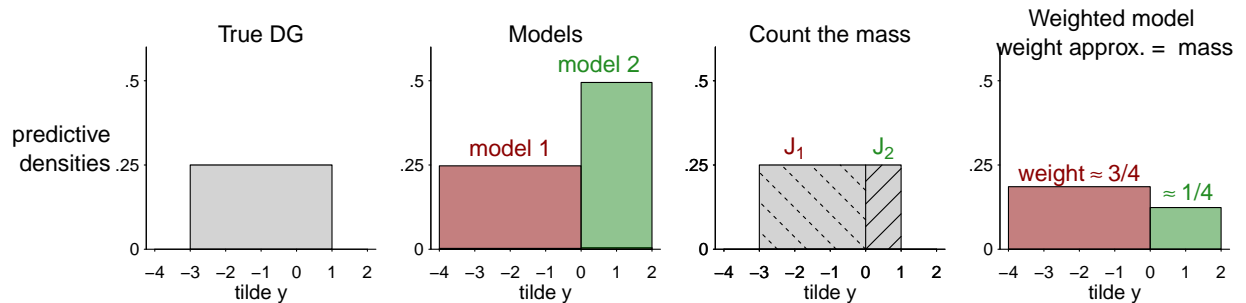 True DG
predictive
densities
.5
.25
0
−4 −3 −2 −1 0 1 2
tilde y
Models
model 2
model 1
.5
.25
0
−4 −3 −2 −1 0 1 2
tilde y
Count the mass
J1
J2
.5
.25
0
−4 −3 −2 −1 0 1 2
tilde y
Weighted model
weight approx. = mass
weight ≈ 3/4
≈ 1/4
.5
.25
0
−4 −3 −2 −1 0 1 2
tilde y